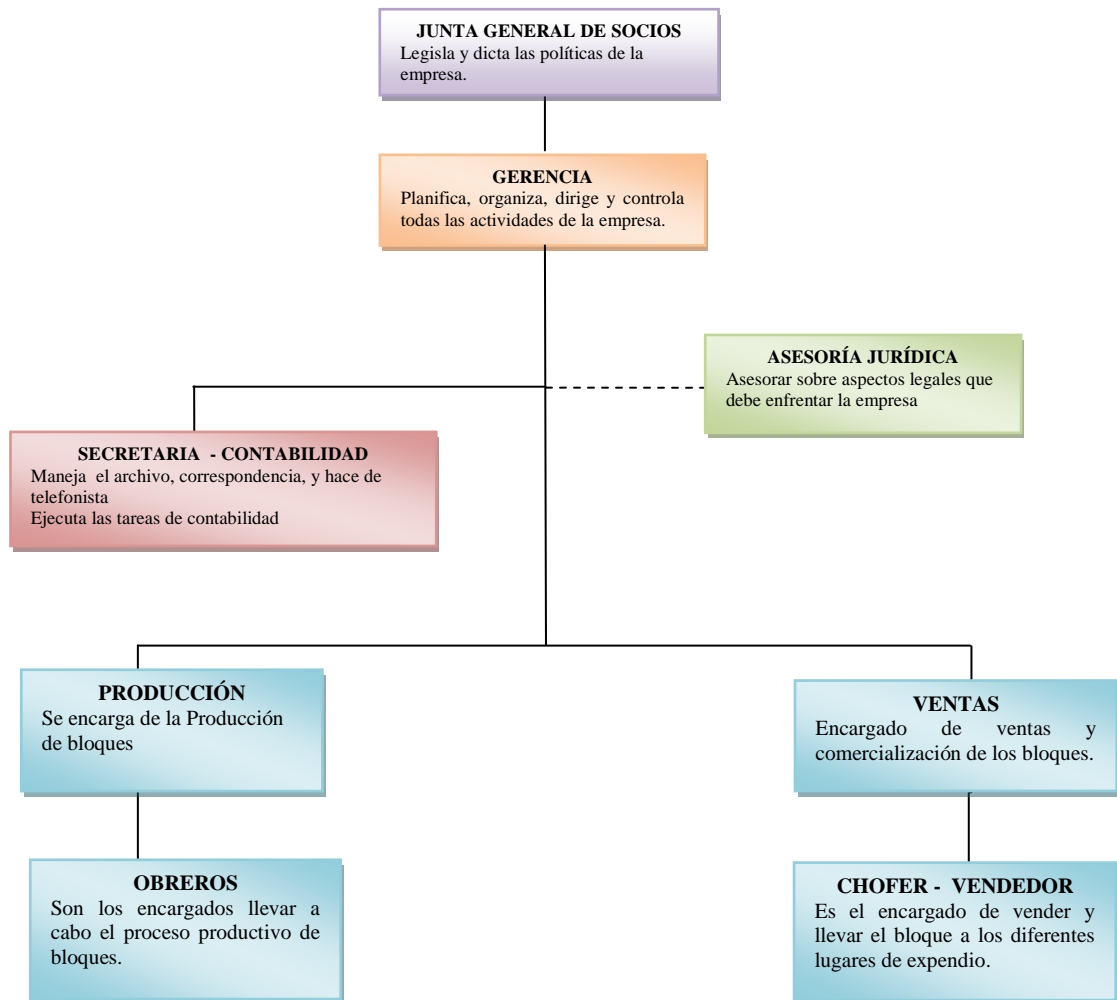 JUNTA GENERAL DE SOCIOS
Legisla y dicta las políticas de la
empresa.
GERENCIA
Planifica, organiza, dirige y controla
todas las actividades de la empresa.
ASESORÍA JURÍDICA
Asesorar sobre aspectos legales que
debe enfrentar la empresa
SECRETARIA - CONTABILIDAD
Maneja el archivo, correspondencia, y hace de
telefonista
Ejecuta las tareas de contabilidad
PRODUCCIÓN
Se encarga de la Producción
de bloques
VENTAS
Encargado de ventas y
comercialización de los bloques.
OBREROS
Son los encargados llevar a
cabo el proceso productivo de
bloques.
CHOFER - VENDEDOR
Es el encargado de vender y
llevar el bloque a los diferentes
lugares de expendio.